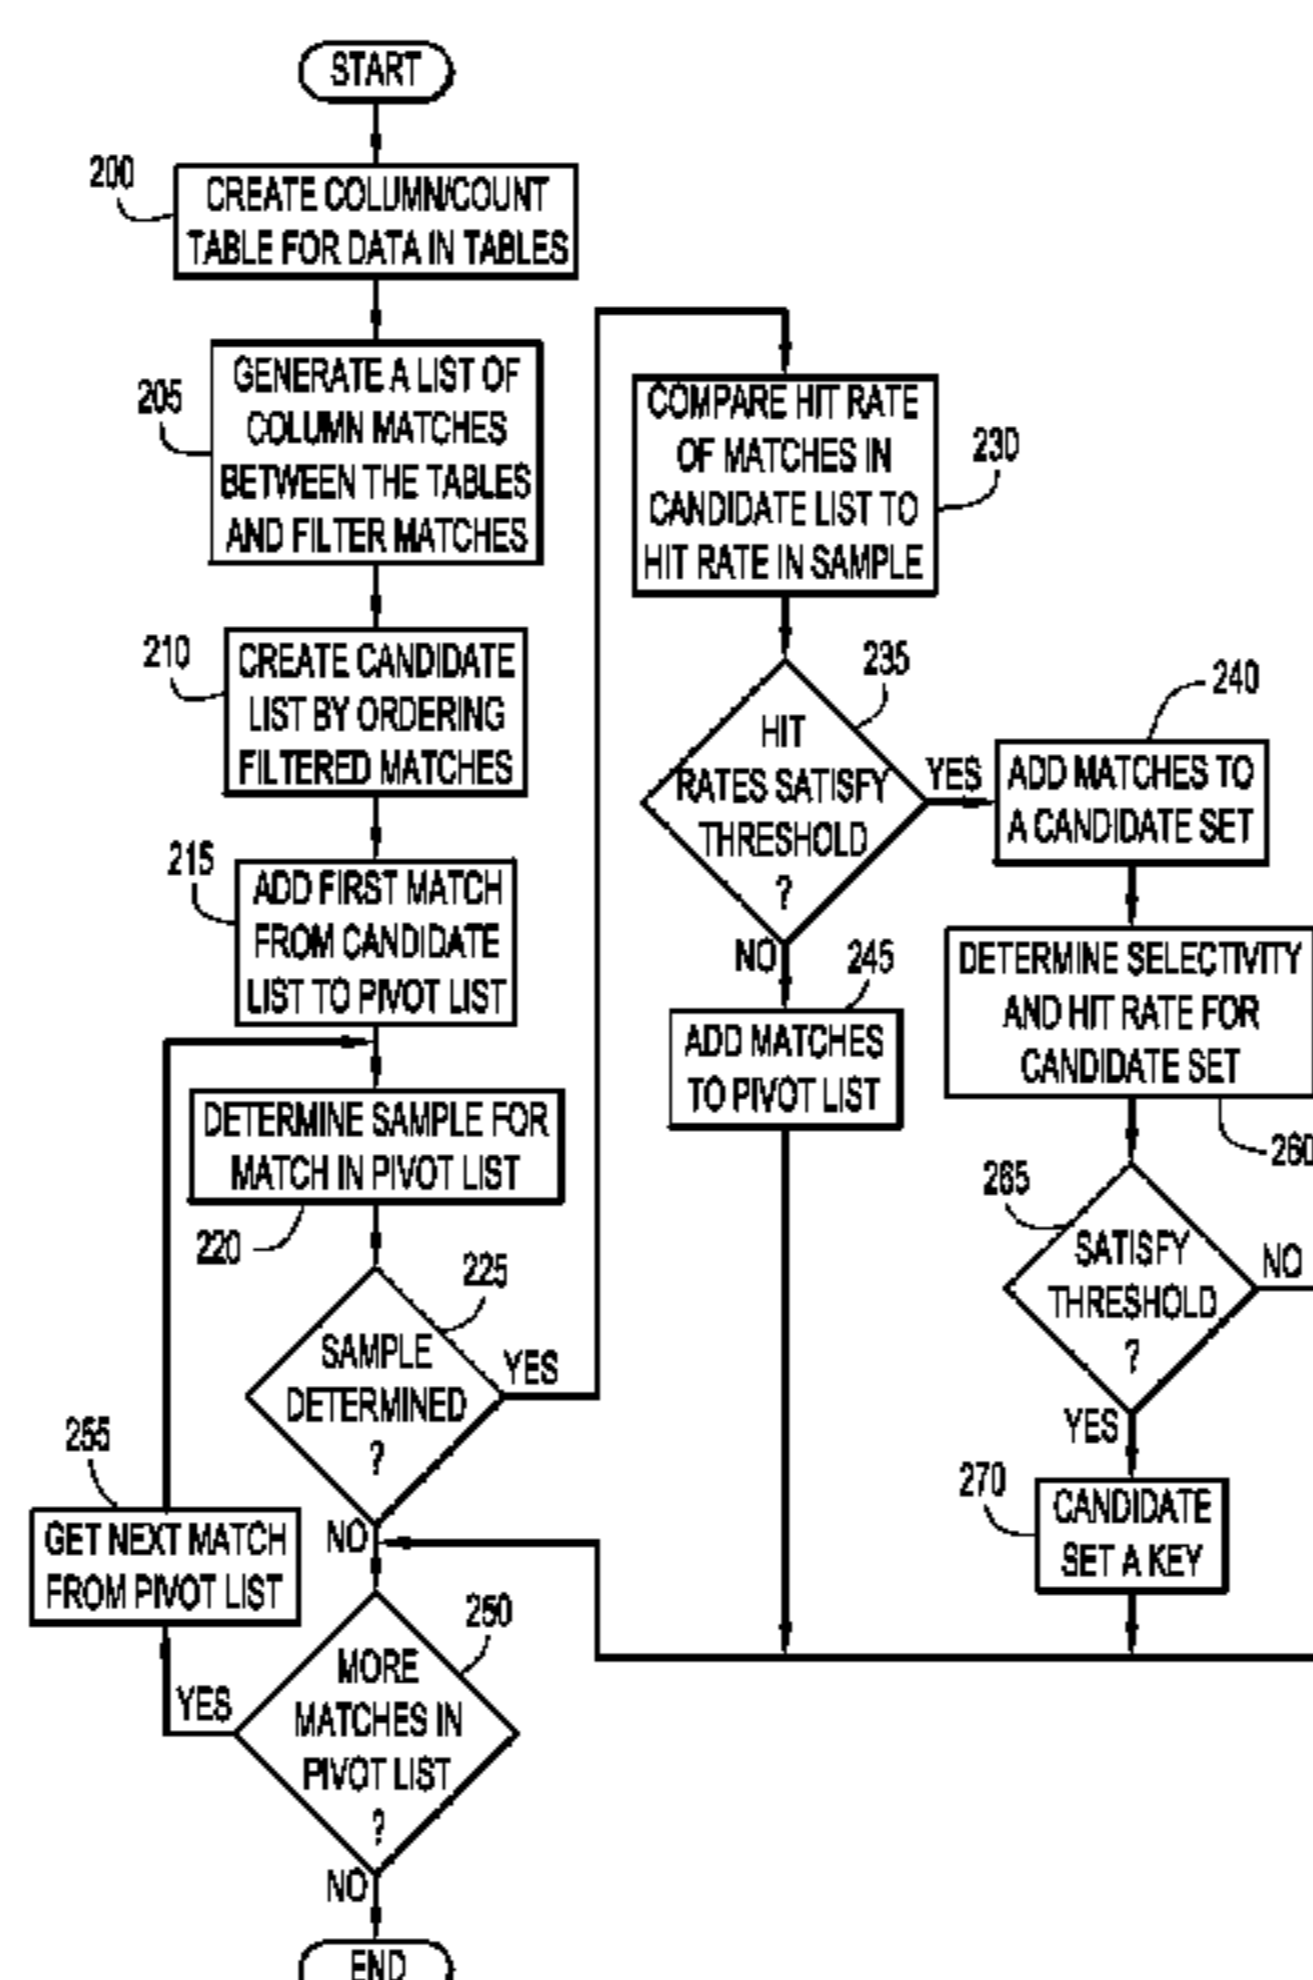 START
200
CREATE COLUMN/COUNT
TABLE FOR DATA IN TABLES
205
GENERATE A LIST OF
COLUMN MATCHES
BETWEEN THE TABLES
AND FILTER MATCHES
210
CREATE CANDIDATE
LIST BY ORDERING
FILTERED MATCHES
215
ADD FIRST MATCH
FROM CANDIDATE
LIST TO PIVOT LIST
DETERMINE SAMPLE FOR
MATCH IN PIVOT LIST
220
225
SAMPLE
DETERMINED
?
YES
NO
255
GET NEXT MATCH
FROM PIVOT LIST
250
MORE
MATCHES IN
PIVOT LIST
?
YES
NO
END
COMPARE HIT RATE
OF MATCHES IN
CANDIDATE LIST TO
HIT RATE IN SAMPLE
230
235
HIT
RATES SATISFY
THRESHOLD
?
YES
NO
245
ADD MATCHES
TO PIVOT LIST
240
ADD MATCHES TO
A CANDIDATE SET
DETERMINE SELECTIVITY
AND HIT RATE FOR
CANDIDATE SET
260
265
SATISFY
THRESHOLD
?
NO
YES
270
CANDIDATE
SET A KEY